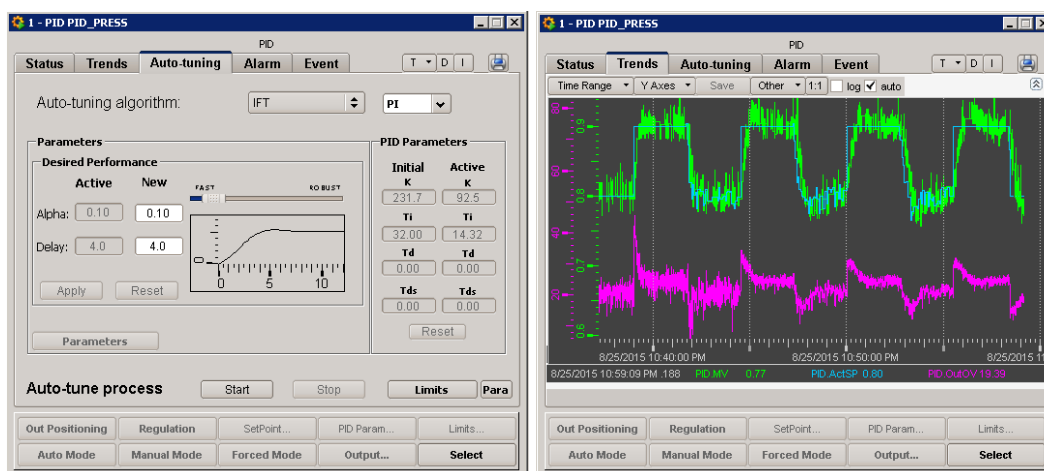 1 - PID PID_PRESS
PID
Status Trends Auto-tuning Alarm Event T D I
Auto-tuning algorithm: IFT PI
Parameters
Desired Performance
Active New
FAST ROBUST
Alpha: 0.10 0.10
Delay: 4.0 4.0
0 5 10
Apply Reset
Parameters
PID Parameters
Initial Active
K K
231.7 92.5
Ti Ti
32.00 14.32
Td Td
0.00 0.00
Tds Tds
0.00 0.00
Reset
Auto-tune process Start Stop Limits Para
Out Positioning Regulation SetPoint... PID Param... Limits...
Auto Mode Manual Mode Forced Mode Output... Select
1 - PID PID_PRESS
PID
Status Trends Auto-tuning Alarm Event T D I
Time Range Y Axes Save Other 1:1 log auto
80
0.9
60
0.8
40
0.7
20
0.6
8/25/2015 10:40:00 PM 8/25/2015 10:50:00 PM 8/25/2015 11
8/25/2015 10:59:09 PM .188 PID.MV 0.77 PID.ActSP 0.80 PID.OutOV 19.39
Out Positioning Regulation SetPoint... PID Param... Limits...
Auto Mode Manual Mode Forced Mode Output... Select